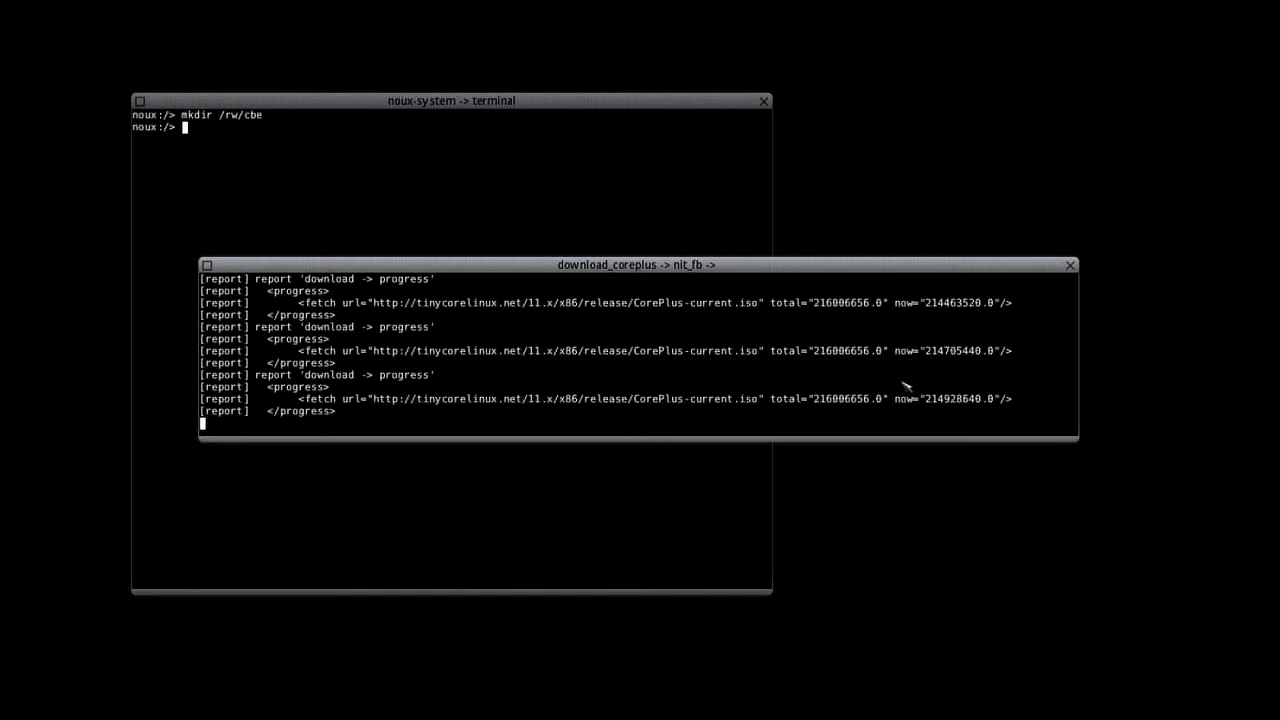 noux-system -> terminal
noux:/> mkdir /rw/cbe
noux:/>
download_coreplus -> nit_fb ->
[report] report 'download -> progress'
[report]   <progress>
[report]        <fetch url="http://tinycorelinux.net/11.x/x86/release/CorePlus-current.iso" total="216006656.0" now="214463520.0"/>
[report]   </progress>
[report] report 'download -> progress'
[report]   <progress>
[report]        <fetch url="http://tinycorelinux.net/11.x/x86/release/CorePlus-current.iso" total="216006656.0" now="214705440.0"/>
[report]   </progress>
[report] report 'download -> progress'
[report]   <progress>
[report]        <fetch url="http://tinycorelinux.net/11.x/x86/release/CorePlus-current.iso" total="216006656.0" now="214928640.0"/>
[report]   </progress>